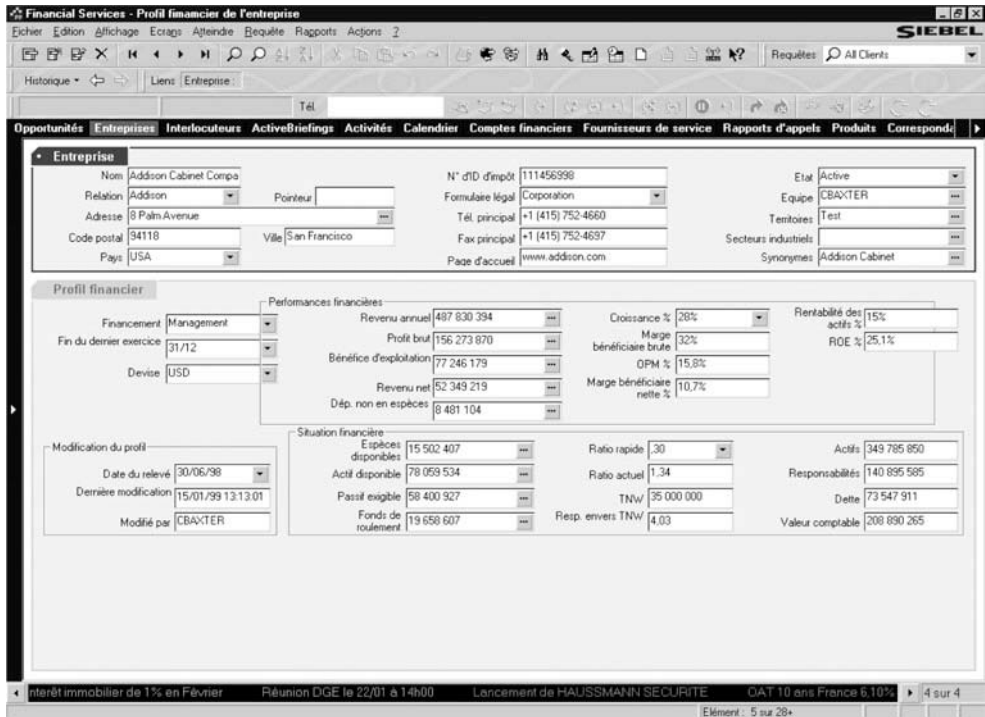 Financial Services - Profil fimamcier de l'entreprise
Fichier Edition Affichage Ecrans Atteindre Requête Rapports Actions ?
SIEBEL
Requêtes All Clients
Historique Liens Entreprise :
Tél.
Opportunités Entreprises Interlocuteurs ActiveBriefings Activités Calendrier Comptes financiers Fournisseurs de service Rapports d'appels Produits Corresponda
Entreprise
Nom Addison Cabinet Compa N° d'ID d'impôt 111456998 Etat Active
Relation Addison Pointeur Formulaire légal Corporation Equipe CBAXTER
Adresse 8 Palm Avenue Tél. principal +1 (415) 752-4660 Territoires Test
Code postal 94118 Ville San Francisco Fax principal +1 (415) 752-4697 Secteurs industriels
Pays USA Page d'accueil www.addison.com Synonymes Addison Cabinet
Profil financier
Performances financières
Financement Management Revenu annuel 487 830 394 Croissance % 28% Rentabilité des actifs % 15%
Fin du dernier exercice 31/12 Profit brut 156 273 870 Marge bénéficiaire brute 32% ROE % 25,1%
Devise USD Bénéfice d'exploitation 77 246 179 OPM % 15,8%
Revenu net 52 349 219 Marge bénéficiaire nette % 10,7%
Dép. non en espèces 8 481 104
Modification du profil
Situation financière
Espèces disponibles 15 502 407 Ratio rapide ,30 Actifs 349 785 850
Date du relevé 30/06/98 Actif disponible 78 059 534 Ratio actuel 1,34 Responsabilités 140 895 585
Dernière modification 15/01/99 13:13:01 Passif exigible 58 400 927 TNW 35 000 000 Dette 73 547 911
Modifié par CBAXTER Fonds de roulement 19 658 607 Resp. envers TNW 4,03 Valeur comptable 208 890 265
nterêt immobilier de 1% en Février Réunion DGE le 22/01 à 14h00 Lancement de HAUSSMANN SECURITE OAT 10 ans France 6,10% 4 sur 4
Elément : 5 sur 28+